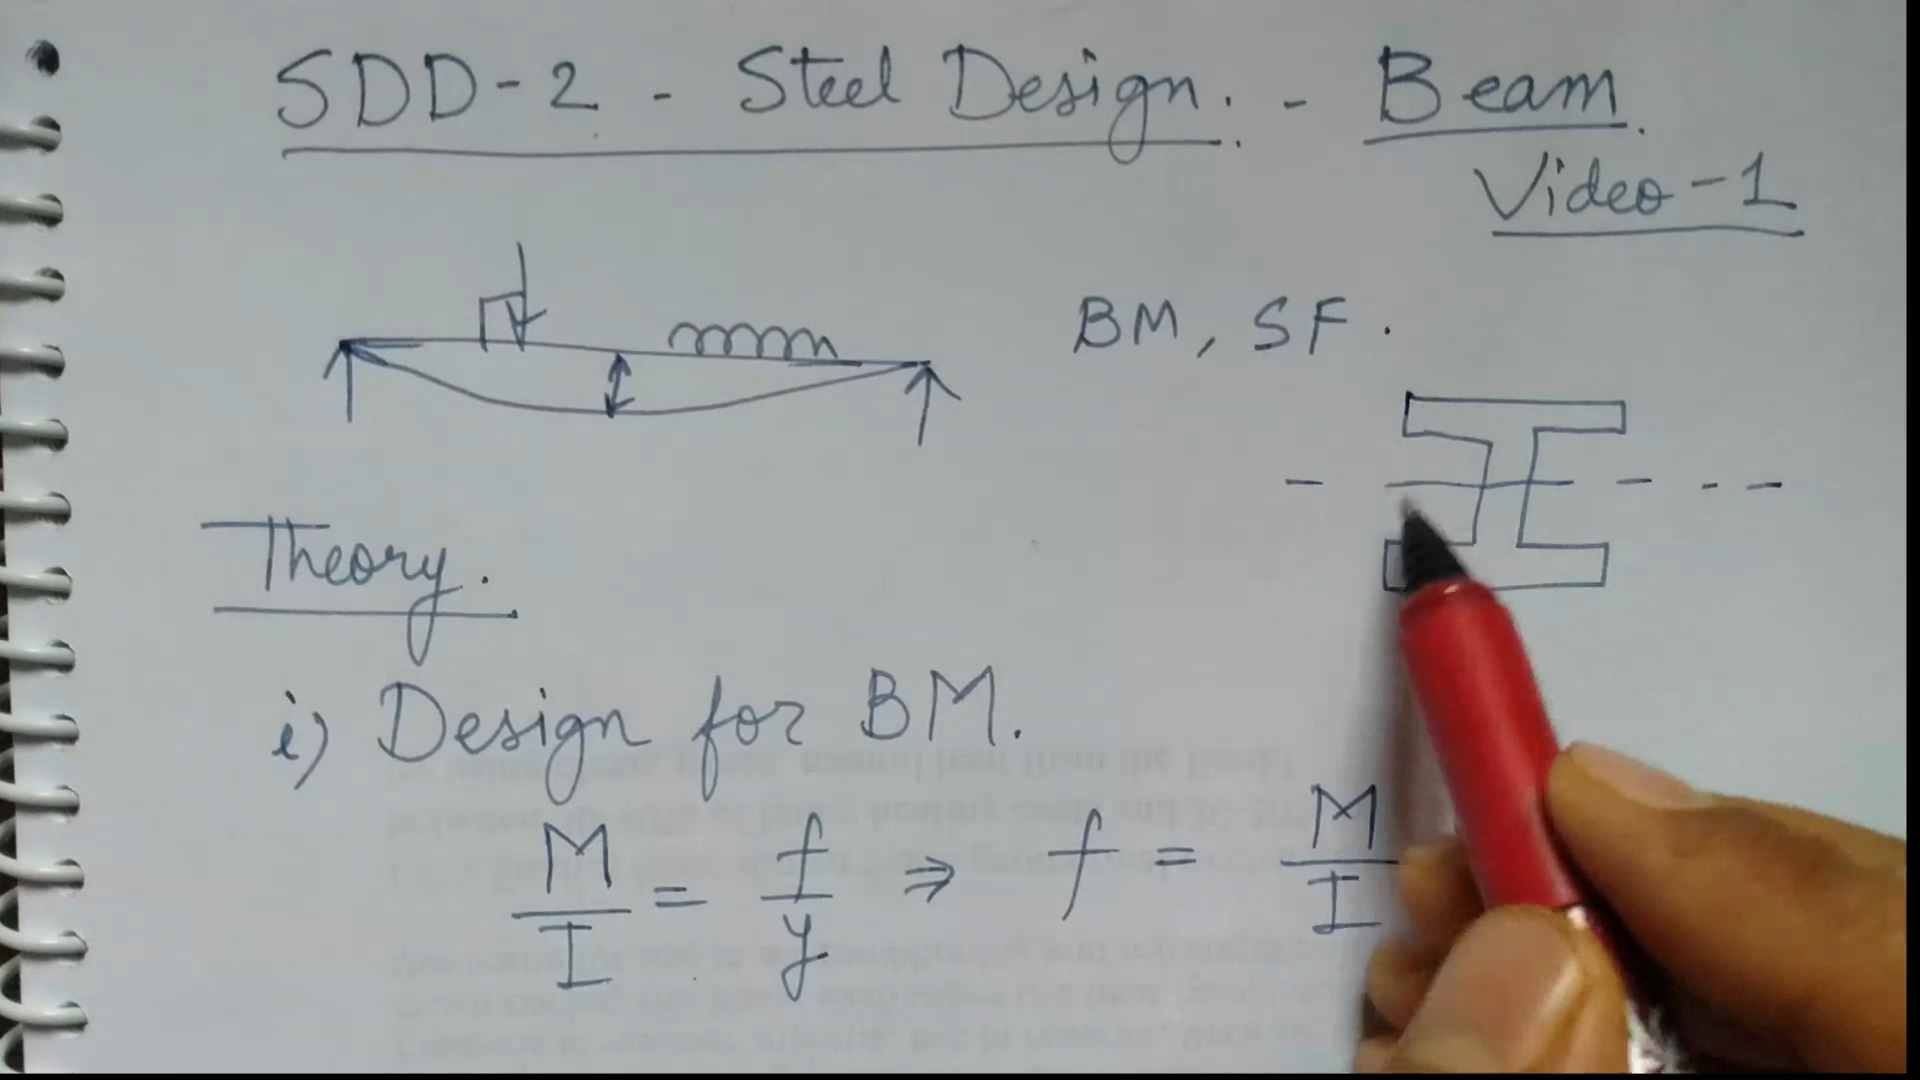 SDD-2 - Steel Design. - Beam
Video-1
BM, SF.
Theory.
i) Design for BM.
M/I = f/y ⇒ f = M/I